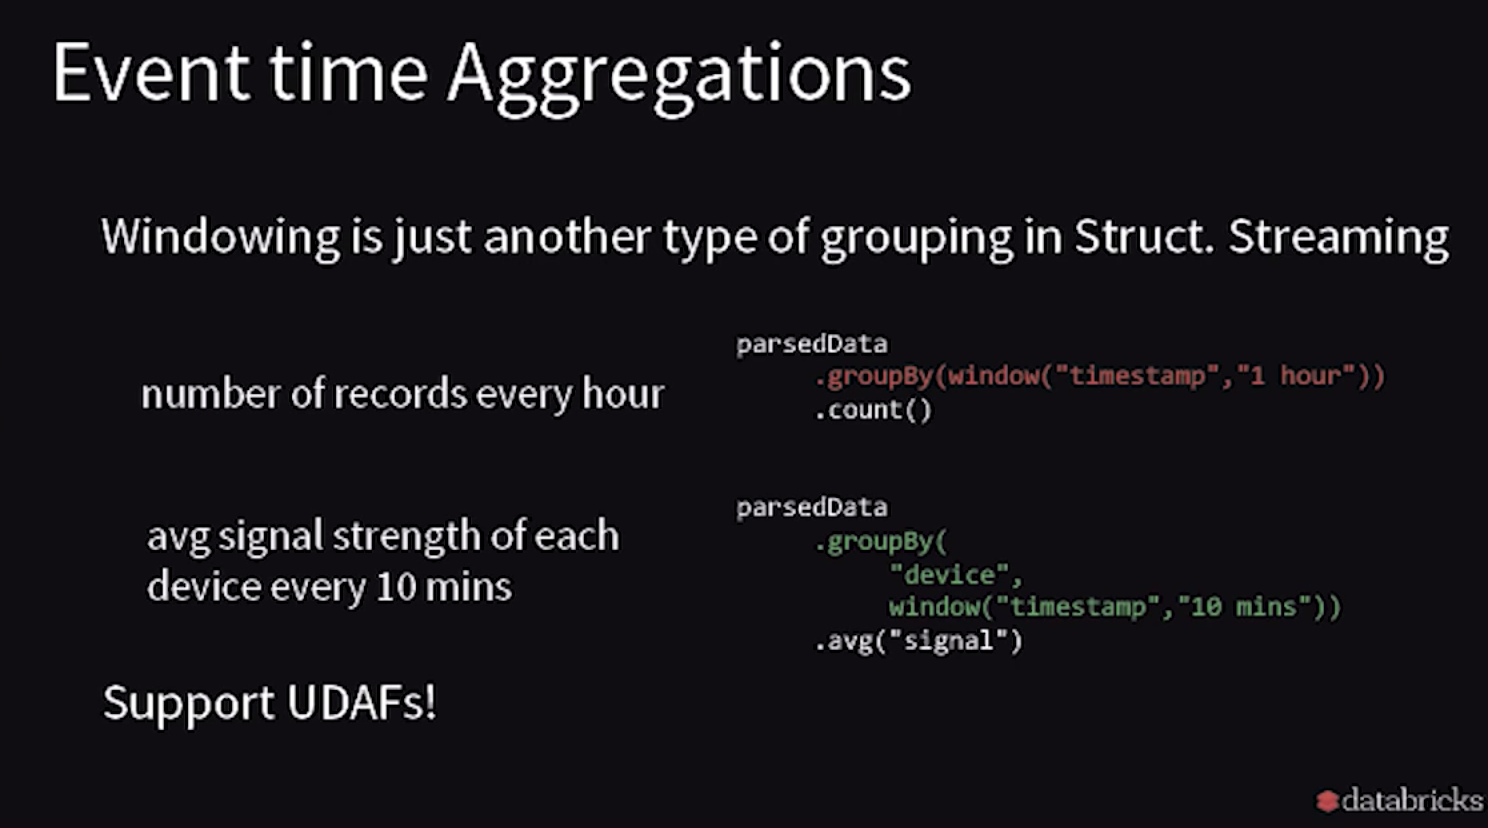 Event time Aggregations
Windowing is just another type of grouping in Struct. Streaming
number of records every hour
parsedData
.groupBy(window("timestamp","1 hour"))
.count()
avg signal strength of each
device every 10 mins
parsedData
.groupBy(
"device",
window("timestamp","10 mins"))
.avg("signal")
Support UDAFs!
databricks